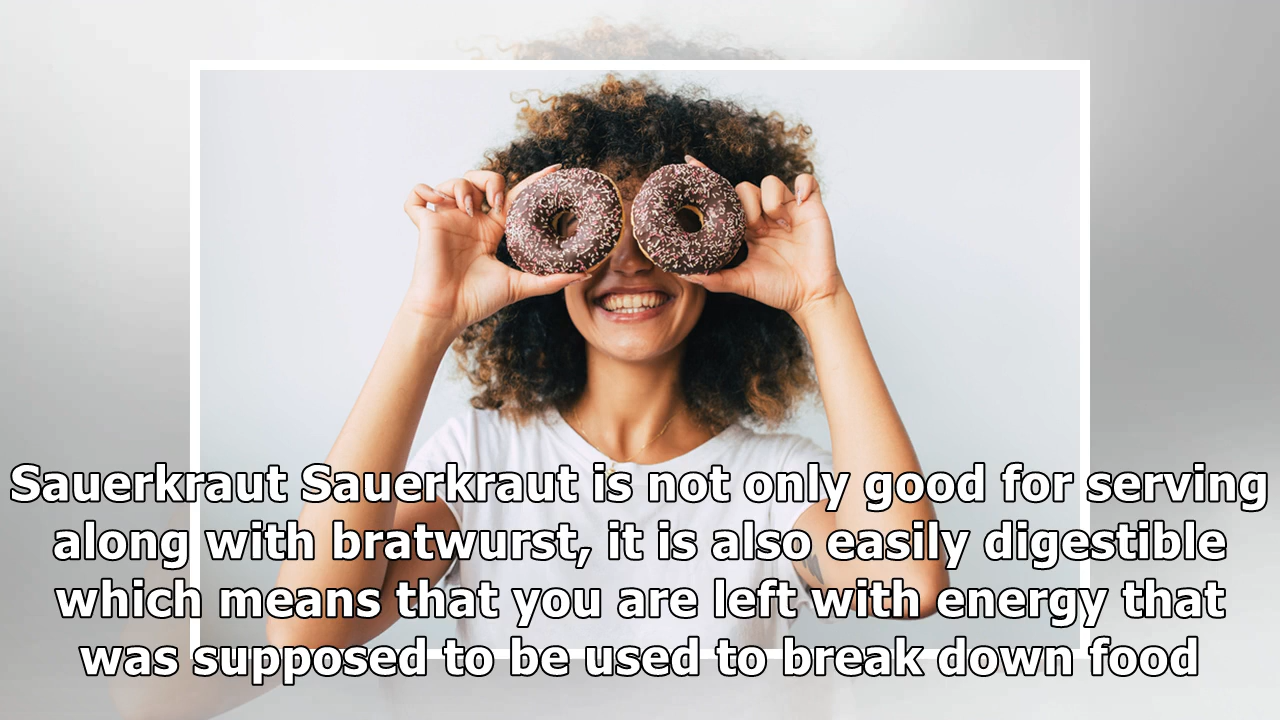 Sauerkraut Sauerkraut is not only good for serving
along with bratwurst, it is also easily digestible
which means that you are left with energy that
was supposed to be used to break down food